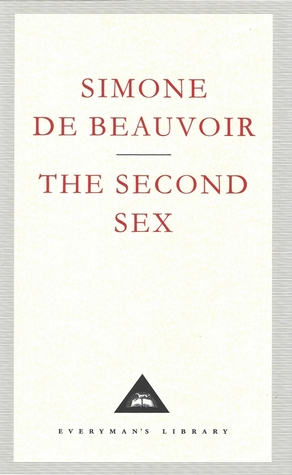 SIMONE
DE BEAUVOIR
THE SECOND
SEX
EVERYMAN'S LIBRARY